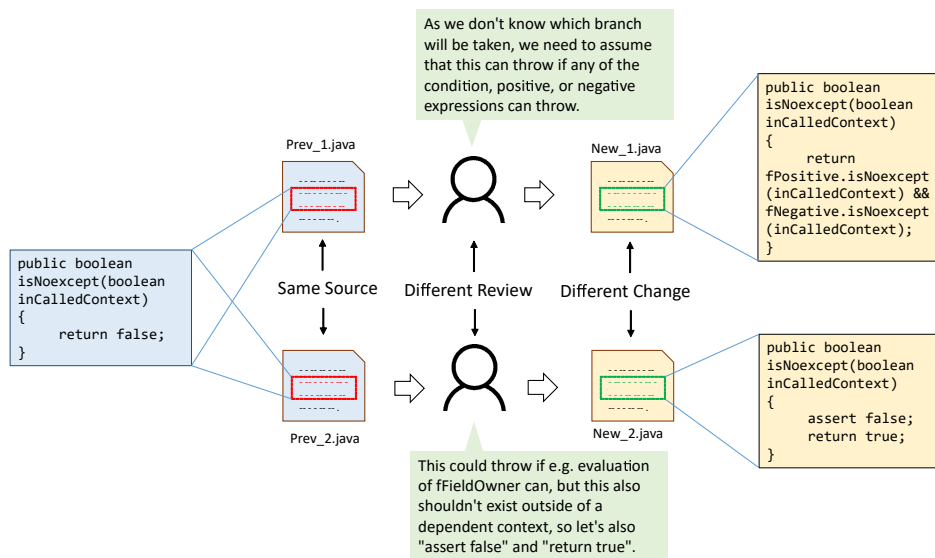 As we don't know which branch
will be taken, we need to assume
that this can throw if any of the
condition, positive, or negative
expressions can throw.
Prev_1.java
New_1.java
public boolean
isNoexcept(boolean
inCalledContext)
{
return
fPositive.isNoexcept
(inCalledContext) &&
fNegative.isNoexcept
(inCalledContext);
}
public boolean
isNoexcept(boolean
inCalledContext)
{
return false;
}
Same Source
Different Review
Different Change
Prev_2.java
New_2.java
public boolean
isNoexcept(boolean
inCalledContext)
{
assert false;
return true;
}
This could throw if e.g. evaluation
of fFieldOwner can, but this also
shouldn't exist outside of a
dependent context, so let's also
"assert false" and "return true".